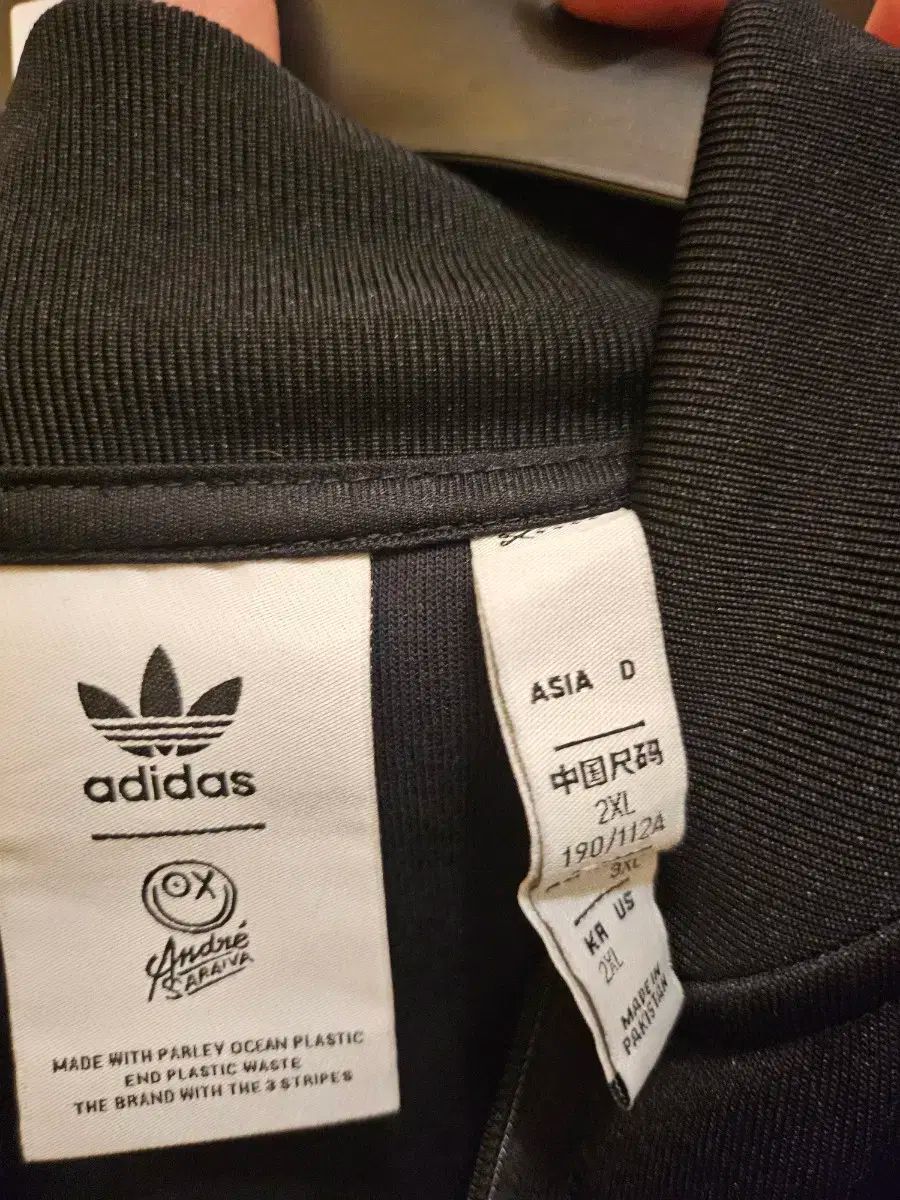 adidas
OX
André
SARAIVA
MADE WITH PARLEY OCEAN PLASTIC
END PLASTIC WASTE
THE BRAND WITH THE 3 STRIPES
ASIA D
中国尺码
2XL
190/112A
3XL
KR US
2XL
MADE IN
PAKISTAN